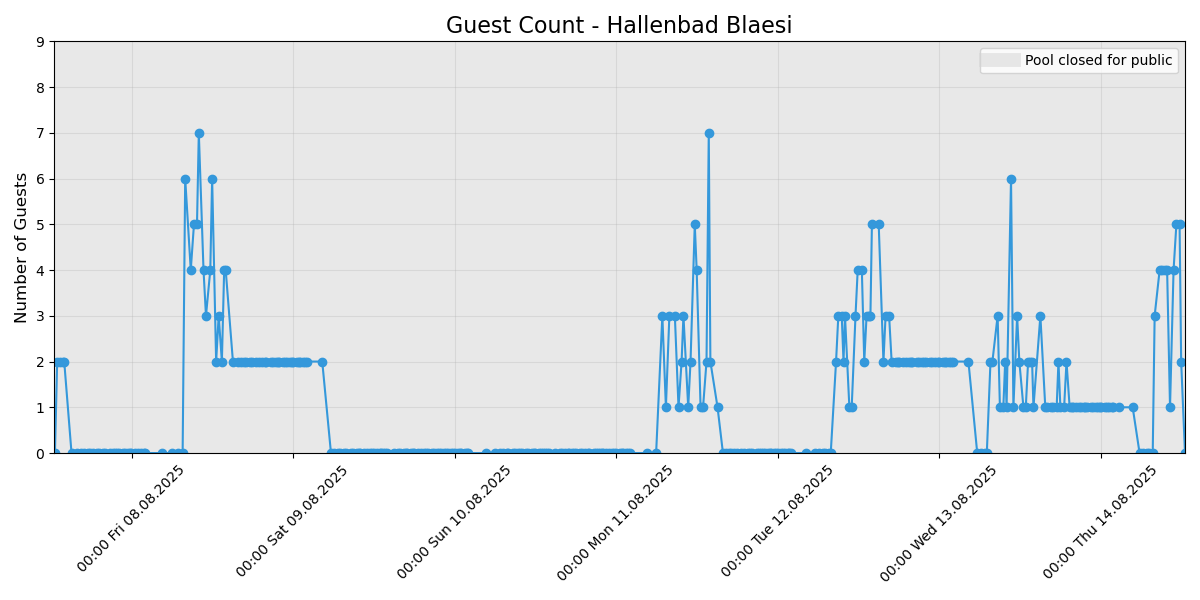 Guest Count - Hallenbad Blaesi
Pool closed for public
Number of Guests
9
8
7
6
5
4
3
2
1
0
00:00 Fri 08.08.2025
00:00 Sat 09.08.2025
00:00 Sun 10.08.2025
00:00 Mon 11.08.2025
00:00 Tue 12.08.2025
00:00 Wed 13.08.2025
00:00 Thu 14.08.2025